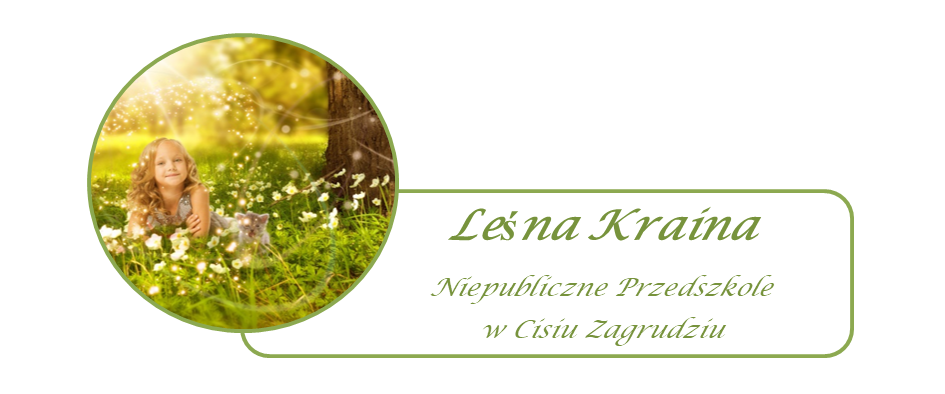 Leśna Kraina
Niepubliczne Przedszkole
w Cisiu Zagrudziu